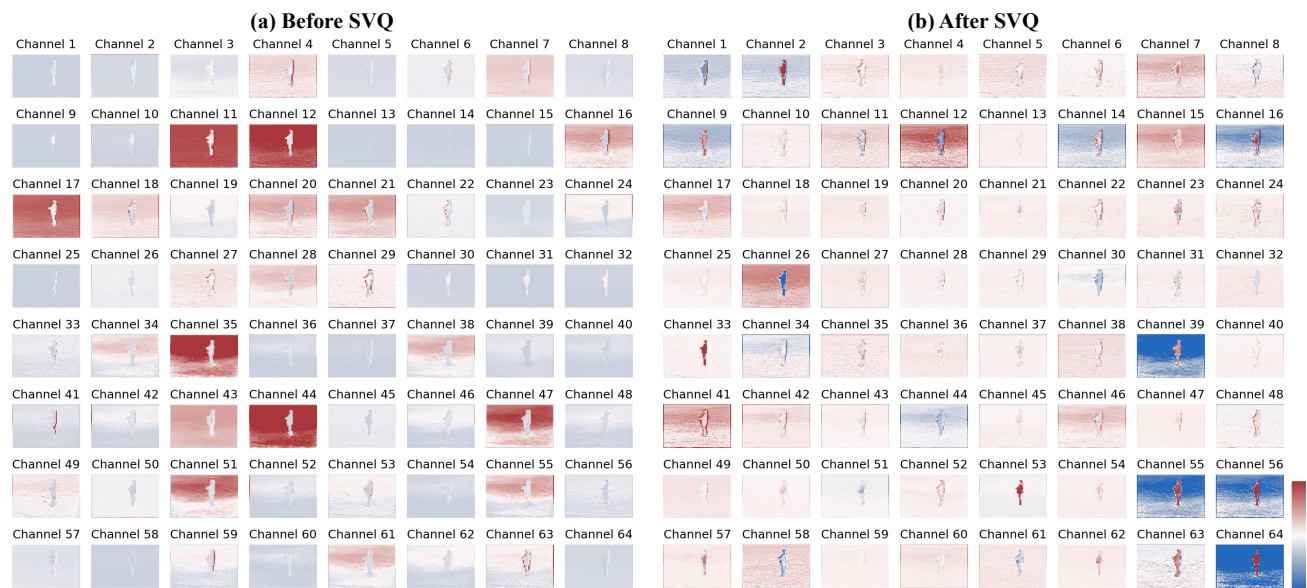 (a) Before SVQ (b) After SVQ
Channel 1 Channel 2 Channel 3 Channel 4 Channel 5 Channel 6 Channel 7 Channel 8 Channel 1 Channel 2 Channel 3 Channel 4 Channel 5 Channel 6 Channel 7 Channel 8
Channel 9 Channel 10 Channel 11 Channel 12 Channel 13 Channel 14 Channel 15 Channel 16 Channel 9 Channel 10 Channel 11 Channel 12 Channel 13 Channel 14 Channel 15 Channel 16
Channel 17 Channel 18 Channel 19 Channel 20 Channel 21 Channel 22 Channel 23 Channel 24 Channel 17 Channel 18 Channel 19 Channel 20 Channel 21 Channel 22 Channel 23 Channel 24
Channel 25 Channel 26 Channel 27 Channel 28 Channel 29 Channel 30 Channel 31 Channel 32 Channel 25 Channel 26 Channel 27 Channel 28 Channel 29 Channel 30 Channel 31 Channel 32
Channel 33 Channel 34 Channel 35 Channel 36 Channel 37 Channel 38 Channel 39 Channel 40 Channel 33 Channel 34 Channel 35 Channel 36 Channel 37 Channel 38 Channel 39 Channel 40
Channel 41 Channel 42 Channel 43 Channel 44 Channel 45 Channel 46 Channel 47 Channel 48 Channel 41 Channel 42 Channel 43 Channel 44 Channel 45 Channel 46 Channel 47 Channel 48
Channel 49 Channel 50 Channel 51 Channel 52 Channel 53 Channel 54 Channel 55 Channel 56 Channel 49 Channel 50 Channel 51 Channel 52 Channel 53 Channel 54 Channel 55 Channel 56
Channel 57 Channel 58 Channel 59 Channel 60 Channel 61 Channel 62 Channel 63 Channel 64 Channel 57 Channel 58 Channel 59 Channel 60 Channel 61 Channel 62 Channel 63 Channel 64